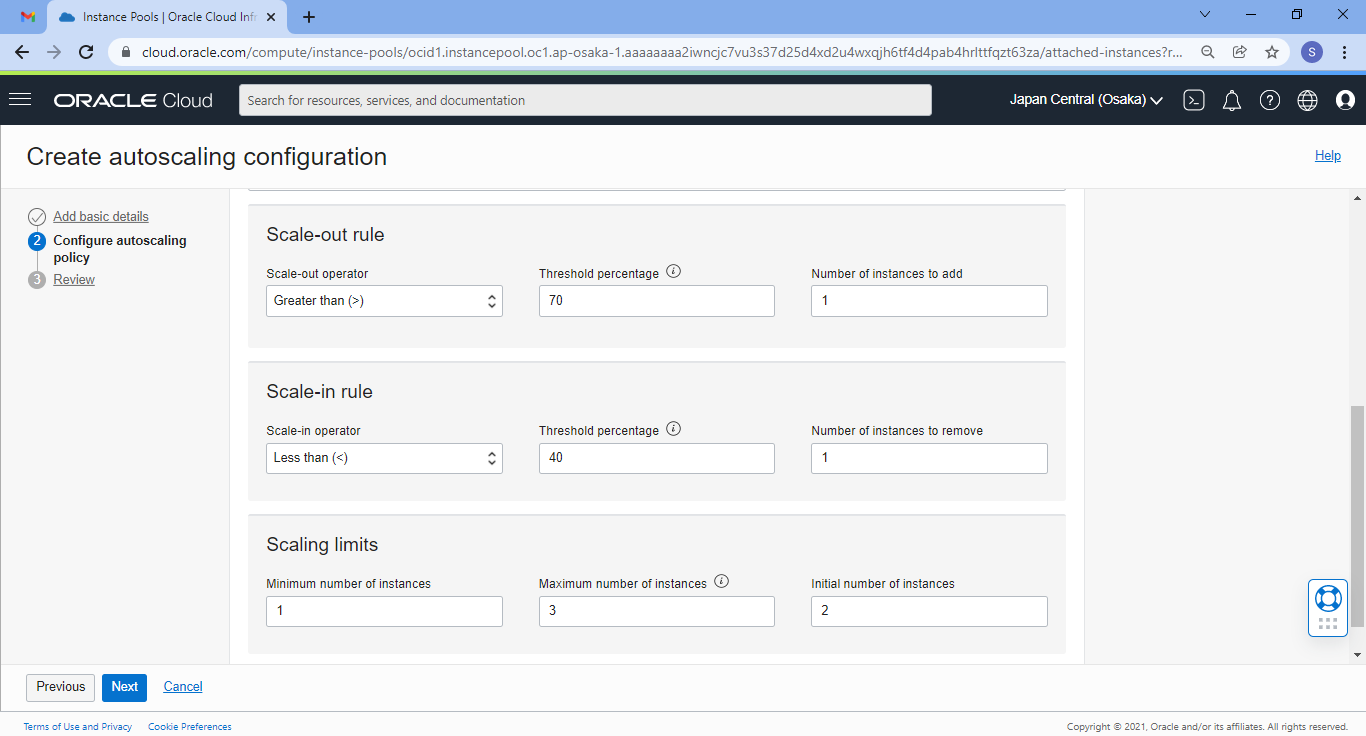 Instance Pools | Oracle Cloud Infr
cloud.oracle.com/compute/instance-pools/ocid1.instancepool.oc1.ap-osaka-1.aaaaaaaa2iwncjc7vu3s37d25d4xd2u4wxqjh6tf4d4pab4hrlttfqzt63za/attached-instances?r...
S
ORACLE Cloud
Search for resources, services, and documentation
Japan Central (Osaka)
Create autoscaling configuration
Help
Add basic details
2 Configure autoscaling
policy
3 Review
Scale-out rule
Scale-out operator
Threshold percentage
Number of instances to add
Greater than (>)
70
1
Scale-in rule
Scale-in operator
Threshold percentage
Number of instances to remove
Less than (<)
40
1
Scaling limits
Minimum number of instances
Maximum number of instances
Initial number of instances
1
3
2
Previous
Next
Cancel
Terms of Use and Privacy
Cookie Preferences
Copyright © 2021, Oracle and/or its affiliates. All rights reserved.